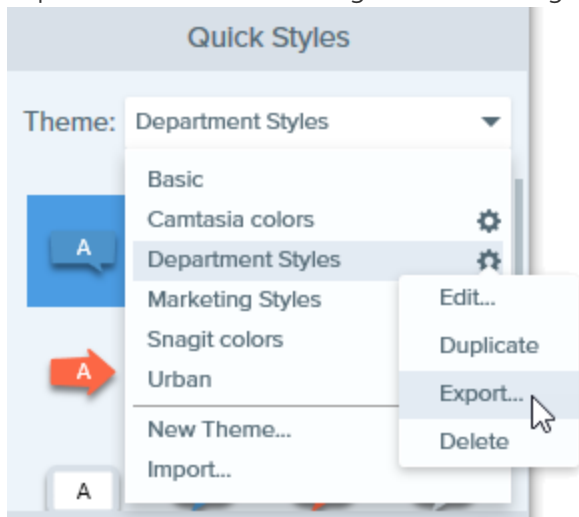 Quick Styles
Theme: Department Styles
Basic
Camtasia colors
A
Department Styles
Marketing Styles
Edit...
Snagit colors
Duplicate
A
Urban
Export...
New Theme...
Delete
Import...
A